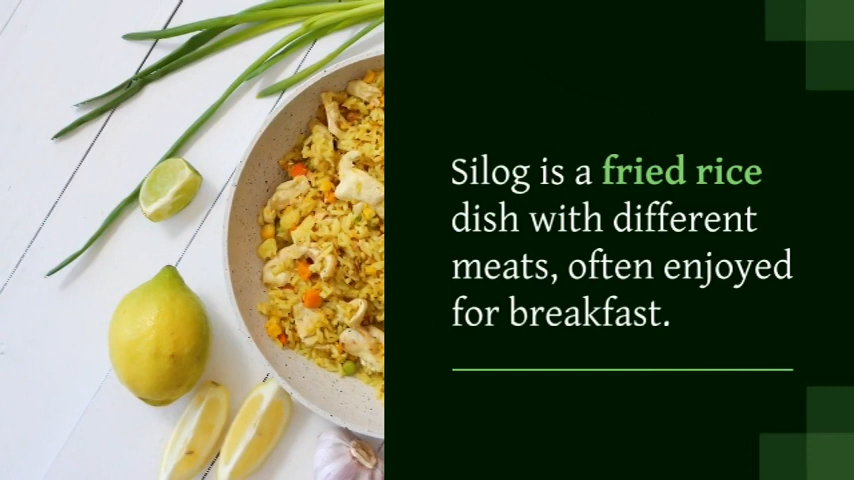 Silog is a fried rice
dish with different
meats, often enjoyed
for breakfast.